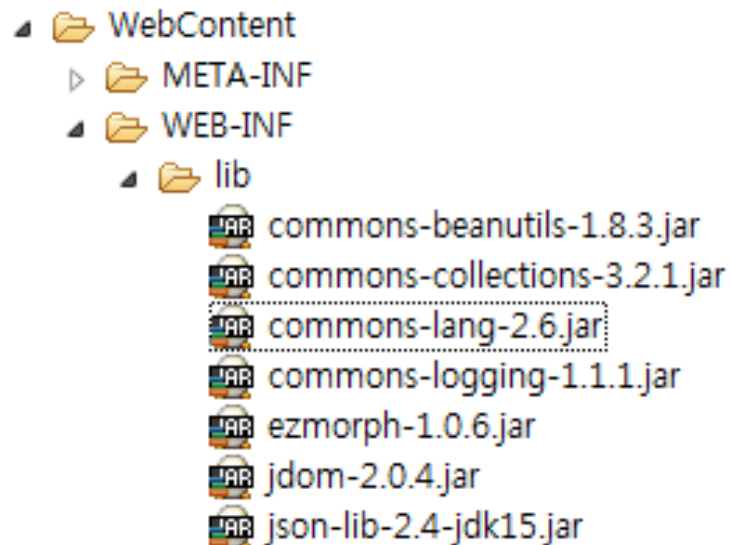 WebContent
META-INF
WEB-INF
lib
commons-beanutils-1.8.3.jar
commons-collections-3.2.1.jar
commons-lang-2.6.jar
commons-logging-1.1.1.jar
ezmorph-1.0.6.jar
jdom-2.0.4.jar
json-lib-2.4-jdk15.jar